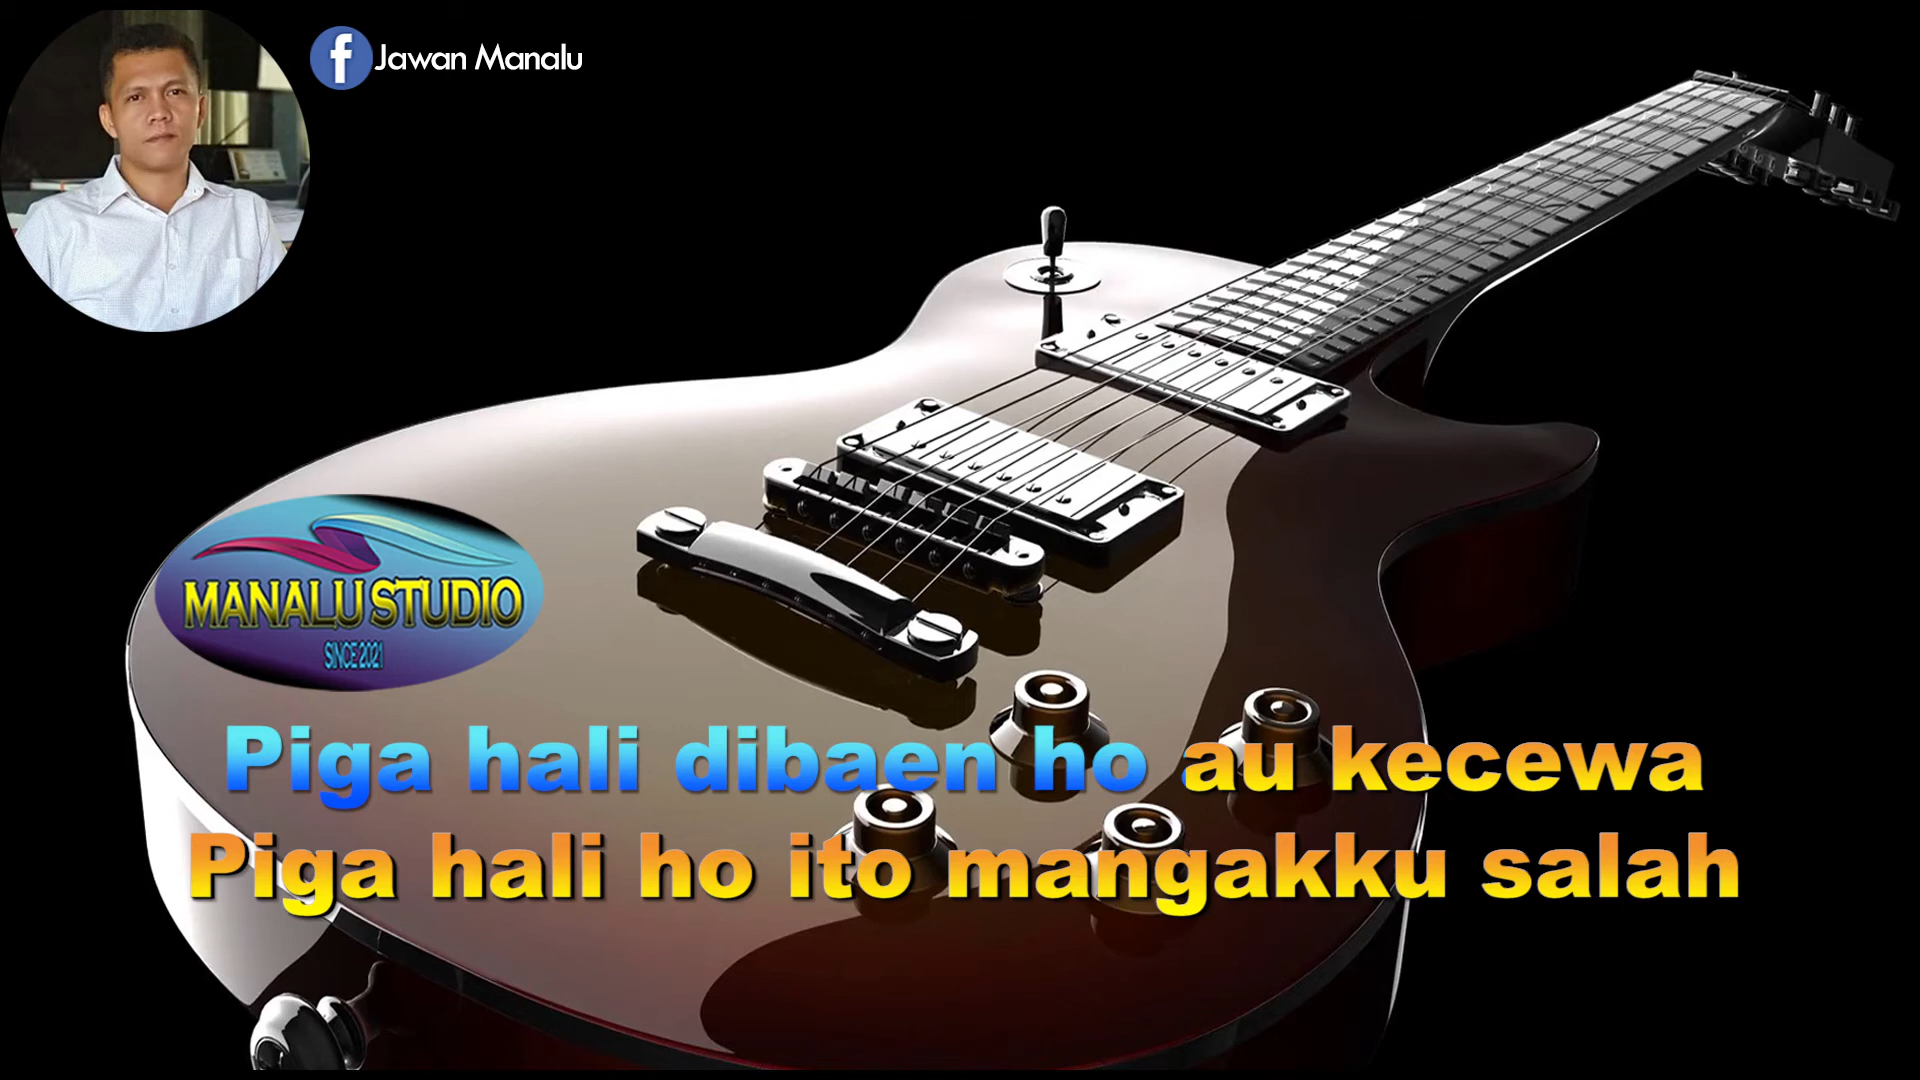 Jawan Manalu
MANALU STUDIO
SINCE 2021
Piga hali dibaen ho au kecewa
Piga hali ho ito mangakku salah